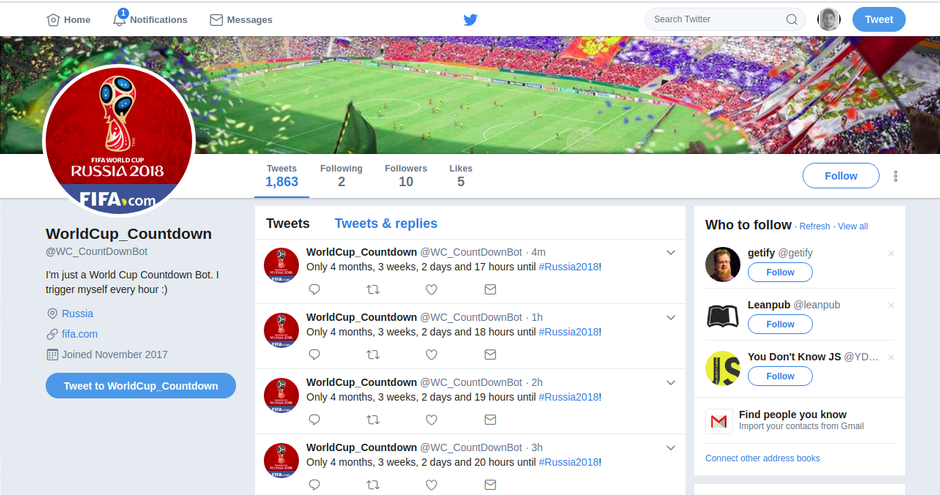 Home
1
Notifications
Messages
Search Twitter
Tweet
FIFA WORLD CUP
RUSSIA 2018
FIFA.com
Tweets
1,863
Following
2
Followers
10
Likes
5
Follow
WorldCup_Countdown
@WC_CountDownBot
I'm just a World Cup Countdown Bot. I
trigger myself every hour :)
Russia
fifa.com
Joined November 2017
Tweet to WorldCup_Countdown
Tweets Tweets & replies
WorldCup_Countdown @WC_CountDownBot · 4m
Only 4 months, 3 weeks, 2 days and 17 hours until #Russia2018!
WorldCup_Countdown @WC_CountDownBot · 1h
Only 4 months, 3 weeks, 2 days and 18 hours until #Russia2018!
WorldCup_Countdown @WC_CountDownBot · 2h
Only 4 months, 3 weeks, 2 days and 19 hours until #Russia2018!
WorldCup_Countdown @WC_CountDownBot · 3h
Only 4 months, 3 weeks, 2 days and 20 hours until #Russia2018!
Who to follow · Refresh · View all
getify @getify
Follow
Leanpub @leanpub
Follow
JS
You Don't Know JS @YD...
Follow
Find people you know
Import your contacts from Gmail
Connect other address books